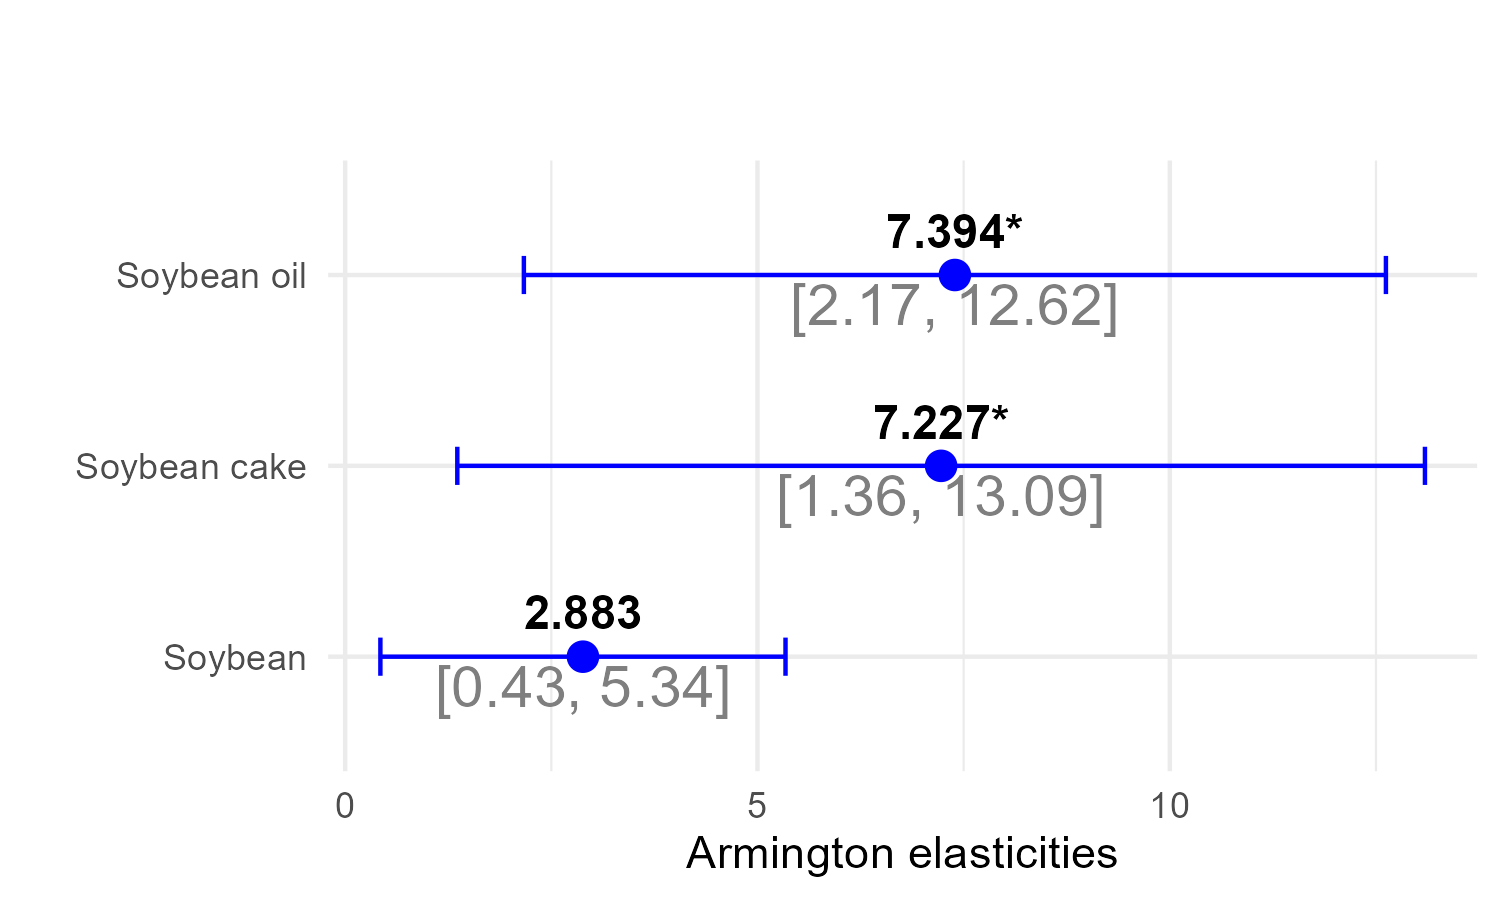 7.394*
Soybean oil
[2.17, 12.62]
7.227*
Soybean cake
[1.36, 13.09]
2.883
Soybean
[0.43, 5.34]
0 5 10
Armington elasticities